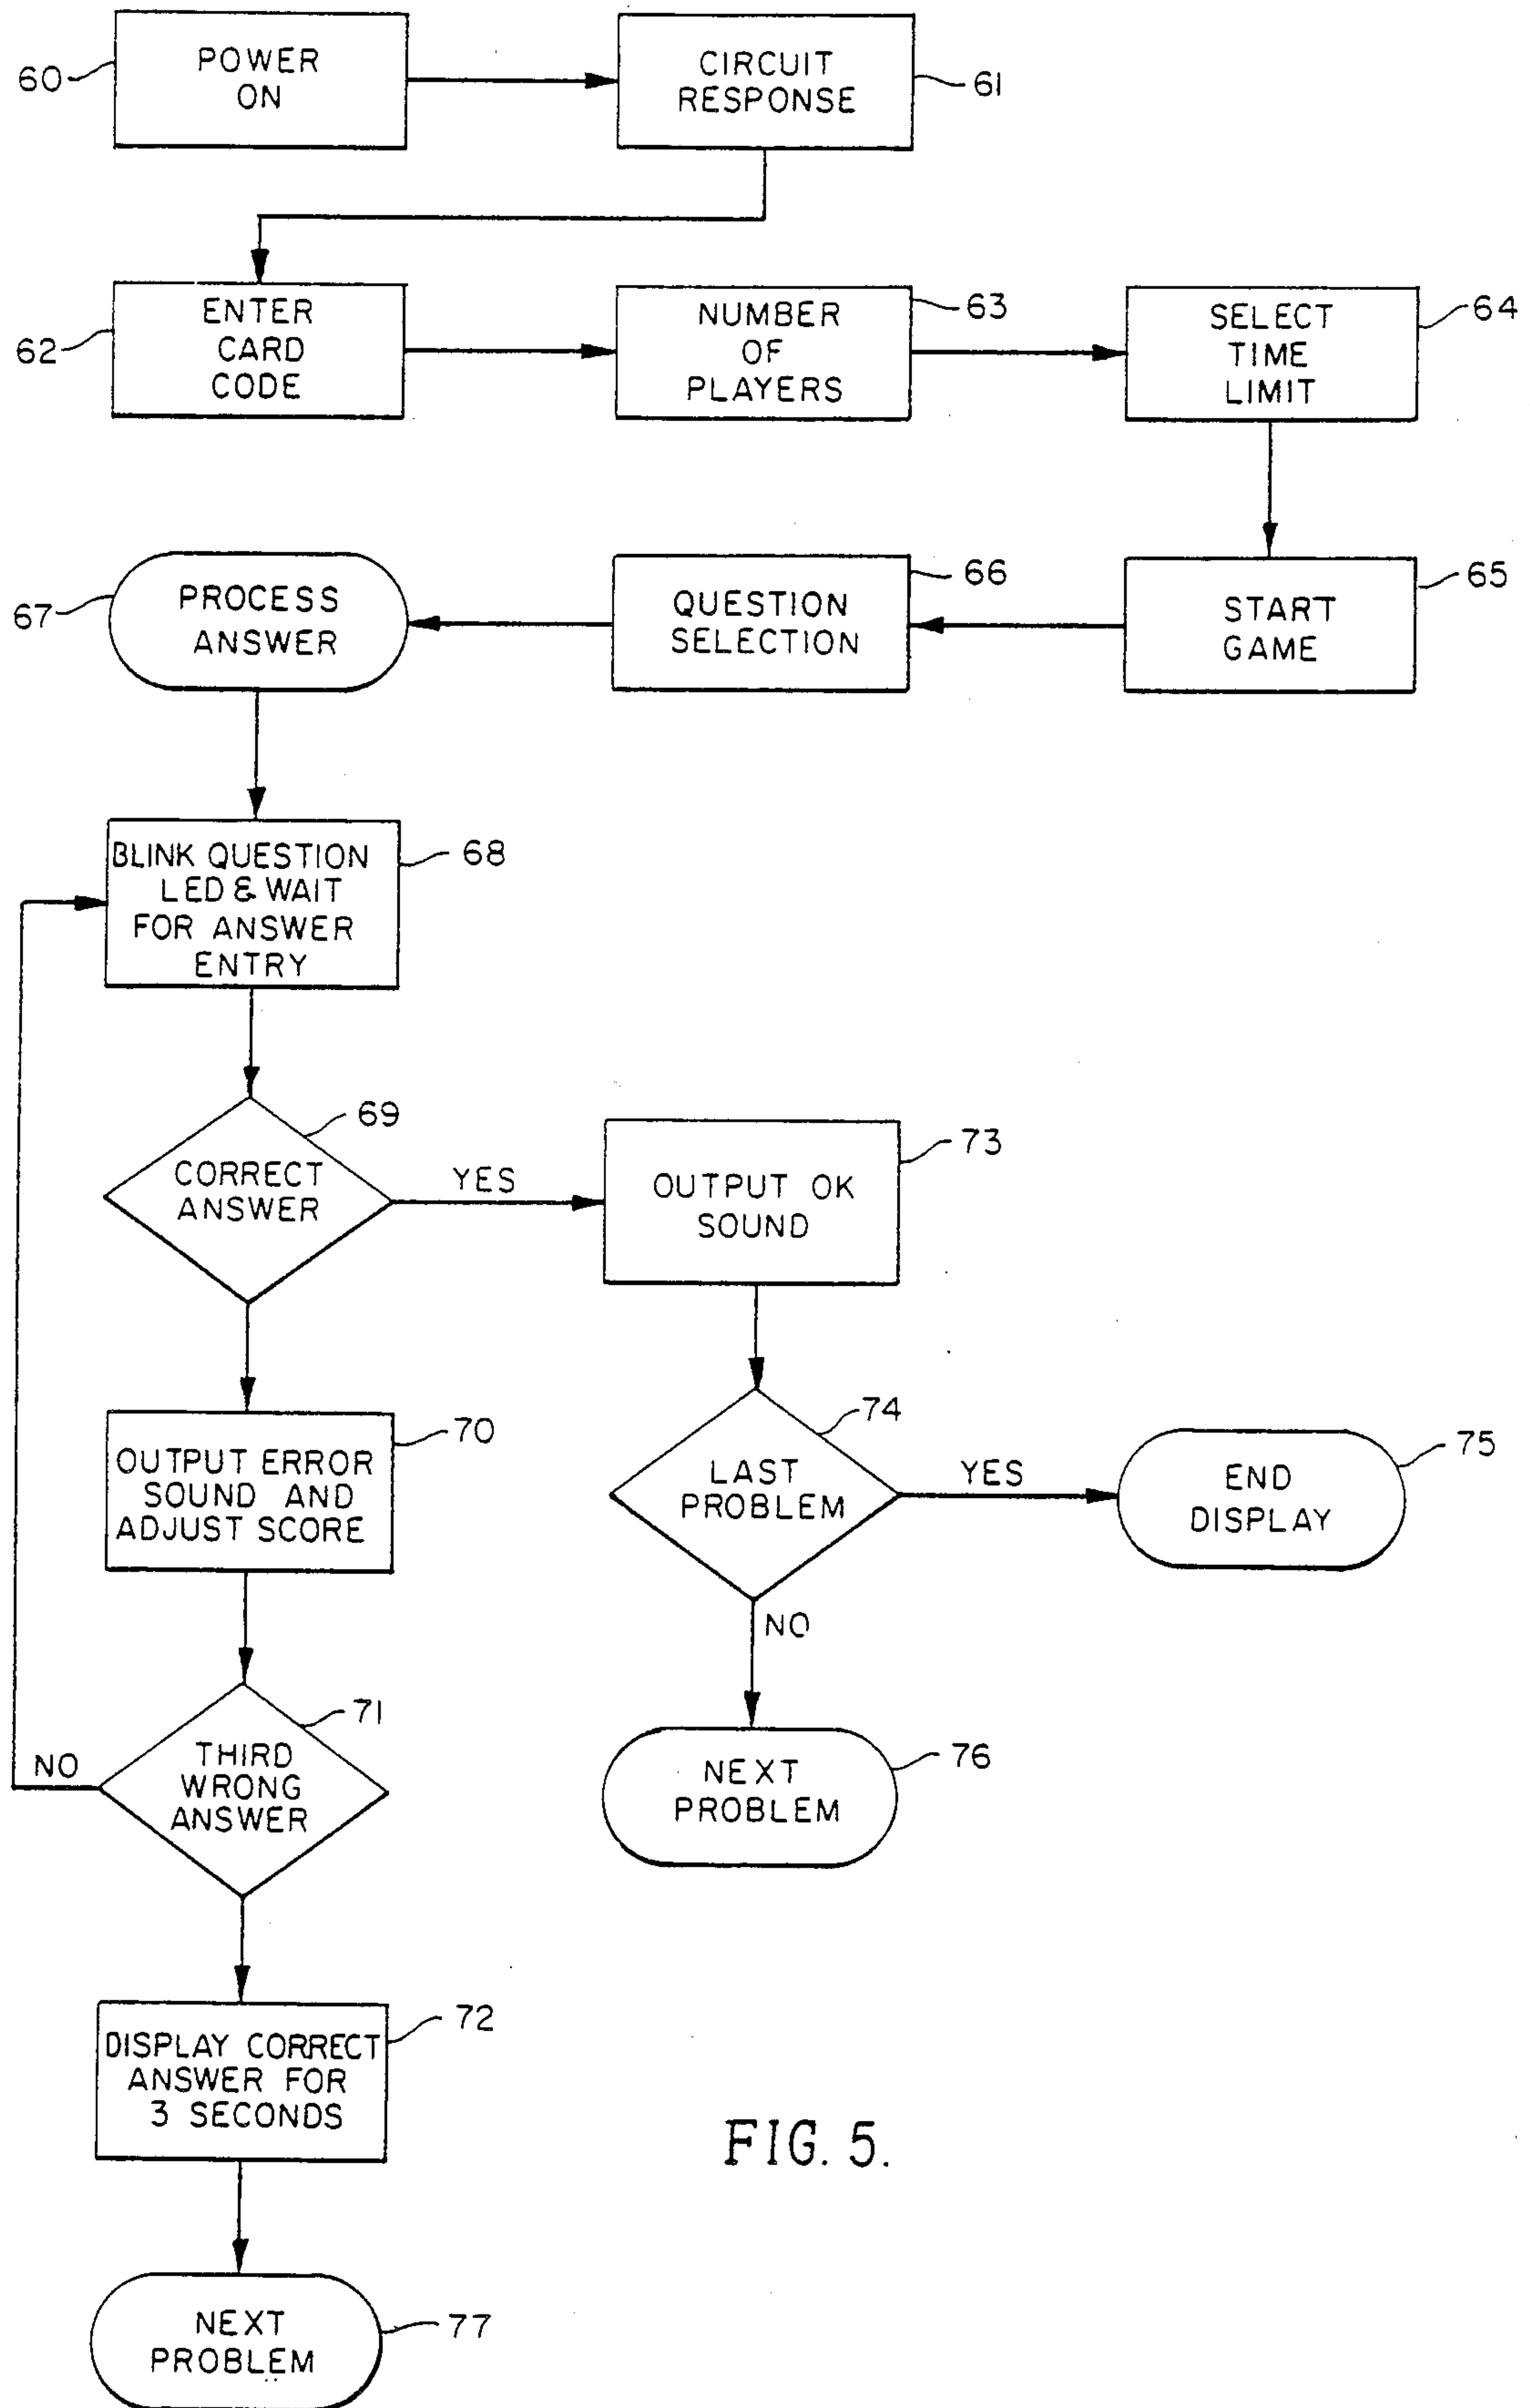 60
POWER
ON
CIRCUIT
RESPONSE
61
62
ENTER
CARD
CODE
NUMBER
OF
PLAYERS
63
SELECT
TIME
LIMIT
64
67
PROCESS
ANSWER
QUESTION
SELECTION
66
START
GAME
65
BLINK QUESTION
LED & WAIT
FOR ANSWER
ENTRY
68
CORRECT
ANSWER
69
YES
OUTPUT OK
SOUND
73
OUTPUT ERROR
SOUND AND
ADJUST SCORE
70
LAST
PROBLEM
74
YES
END
DISPLAY
75
NO
NO
THIRD
WRONG
ANSWER
71
NEXT
PROBLEM
76
DISPLAY CORRECT
ANSWER FOR
3 SECONDS
72
FIG. 5.
NEXT
PROBLEM
77